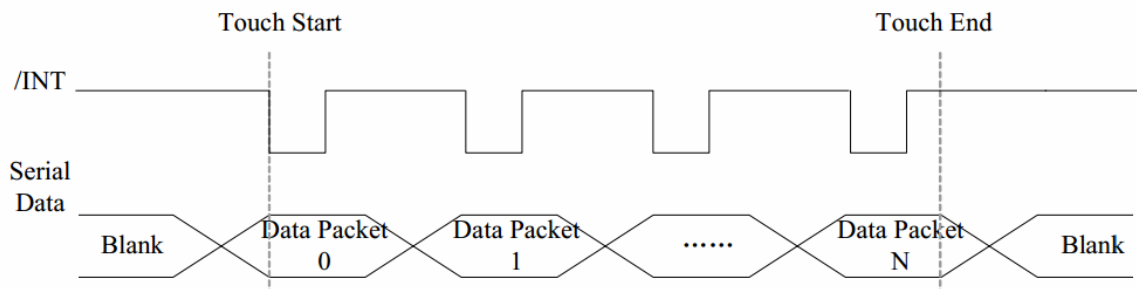 Touch Start
Touch End
/INT
Serial
Data
Blank
Data Packet
0
Data Packet
1
......
Data Packet
N
Blank